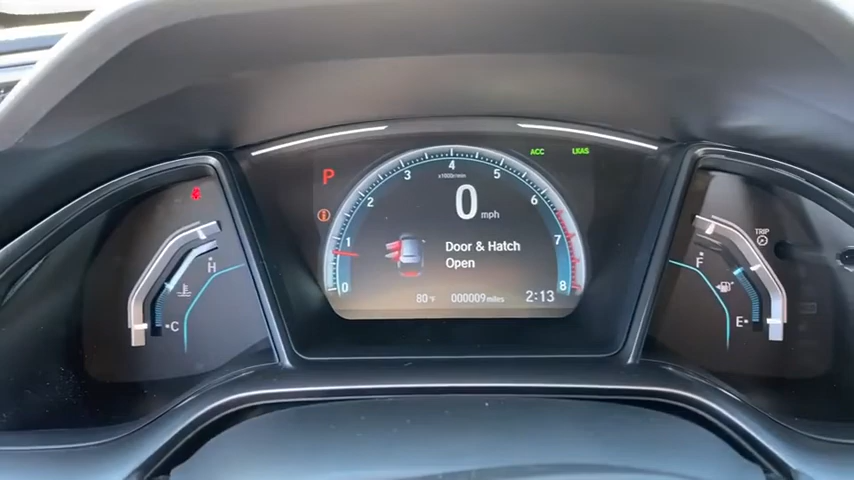 ACC LKAS
P
x1000r/min
0 1 2 3 4 5 6 7 8
0 mph
Door & Hatch
Open
80°F 000009 miles 2:13
H
C
TRIP
F
E